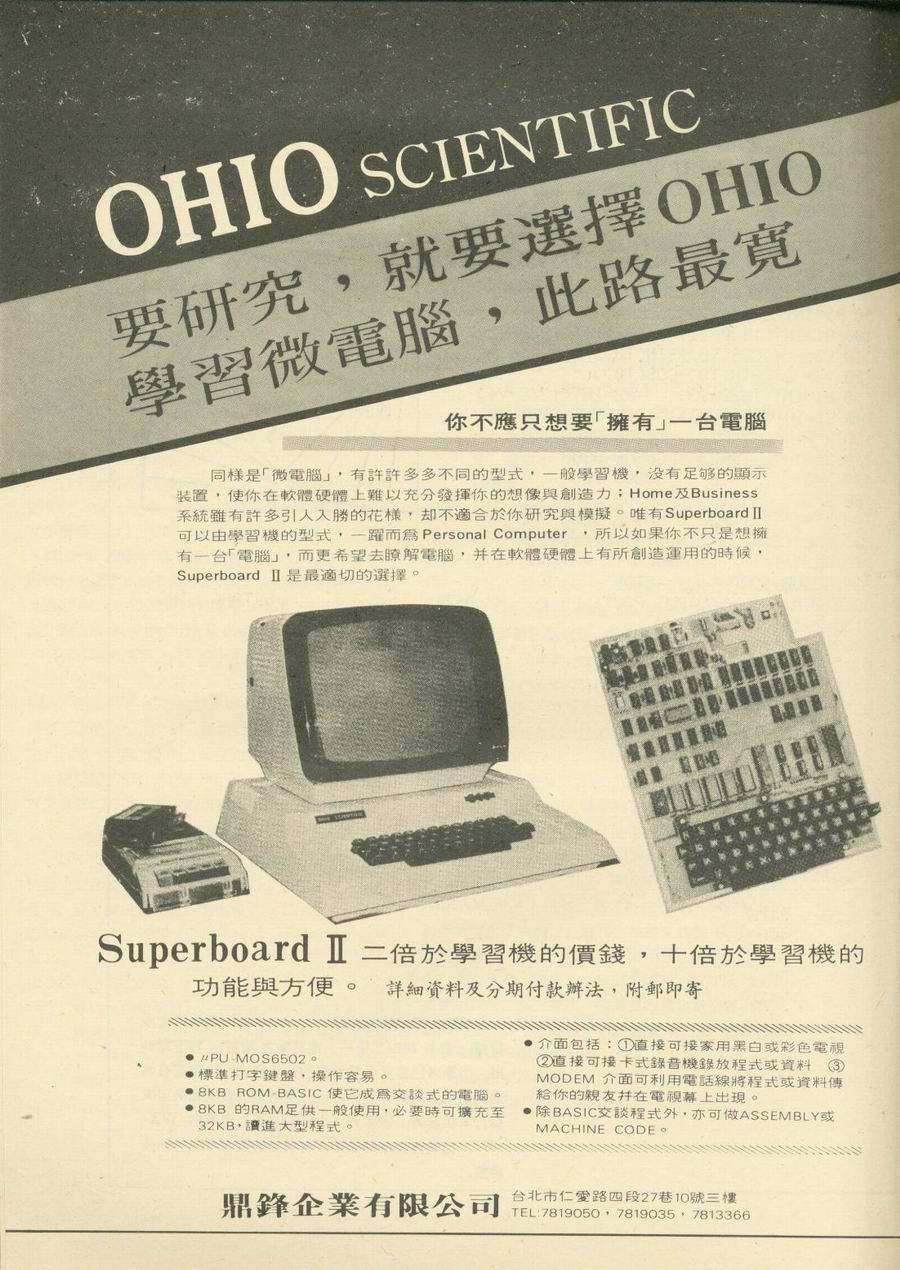 OHIO SCIENTIFIC
要研究，就要選擇OHIO
學習微電腦，此路最寬
你不應只想要「擁有」一台電腦
同樣是「微電腦」，有許許多多不同的型式，一般學習機，没有足够的顯示
裝置，使你在軟體硬體上難以充分發揮你的想像與創造力；Home及Business
系統雖有許多引人入勝的花樣，却不適合於你研究與模擬。唯有Superboard II
可以由學習機的型式，一躍而爲Personal Computer ，所以如果你不只是想擁
有一台「電腦」，而更希望去瞭解電腦，并在軟體硬體上有所創造運用的時候，
Superboard II 是最適切的選擇。
Superboard II 二倍於學習機的價錢，十倍於學習機的
功能與方便。 詳細資料及分期付款辦法，附郵即寄
● μPU-MOS6502。
● 標準打字鍵盤，操作容易。
● 8KB ROM-BASIC 使它成爲交談式的電腦。
● 8KB 的RAM足供一般使用，必要時可擴充至
32KB，讀進大型程式。
● 介面包括：①直接可接家用黑白或彩色電視
②直接可接卡式錄音機錄放程式或資料 ③
MODEM 介面可利用電話線將程式或資料傳
給你的親友幷在電視幕上出現。
● 除BASIC交談程式外，亦可做ASSEMBLY或
MACHINE CODE。
鼎鋒企業有限公司
台北市仁愛路四段27巷10號三樓
TEL:7819050，7819035，7813366